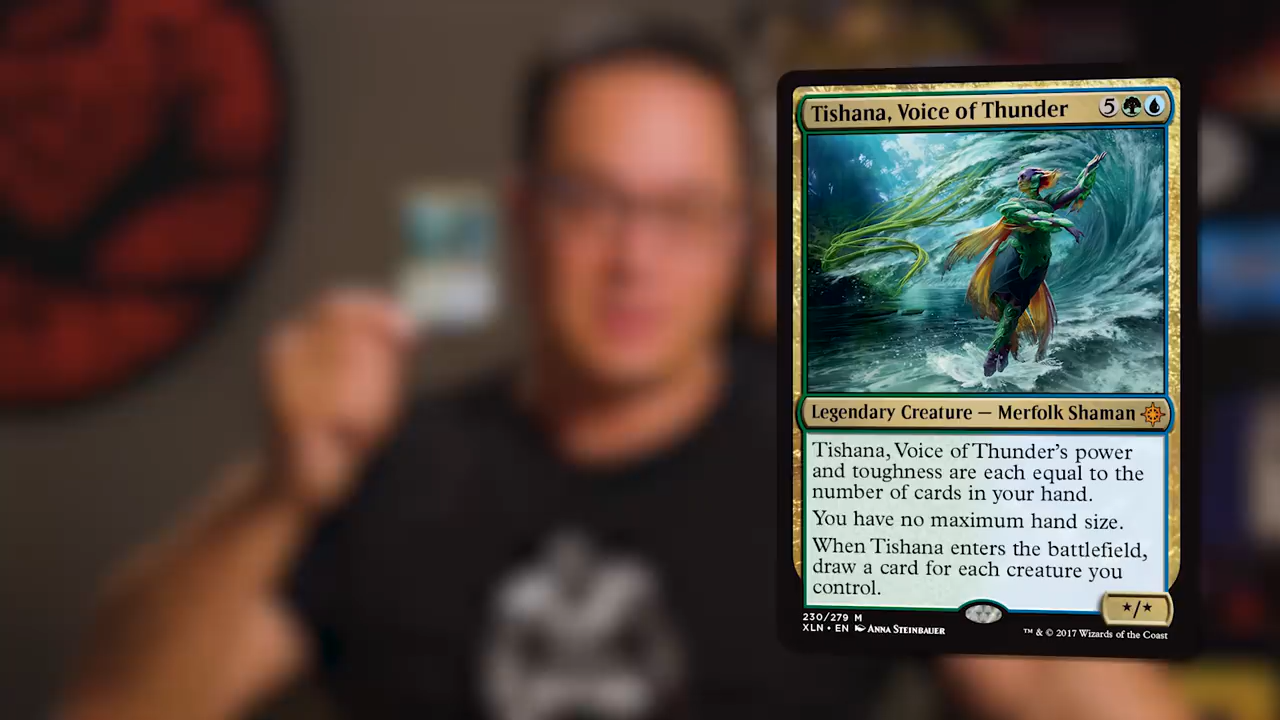 Tishana, Voice of Thunder 5
Legendary Creature — Merfolk Shaman
Tishana, Voice of Thunder's power
and toughness are each equal to the
number of cards in your hand.
You have no maximum hand size.
When Tishana enters the battlefield,
draw a card for each creature you
control.
*/*
230/279 M
XLN • EN Anna Steinbauer
™ & © 2017 Wizards of the Coast